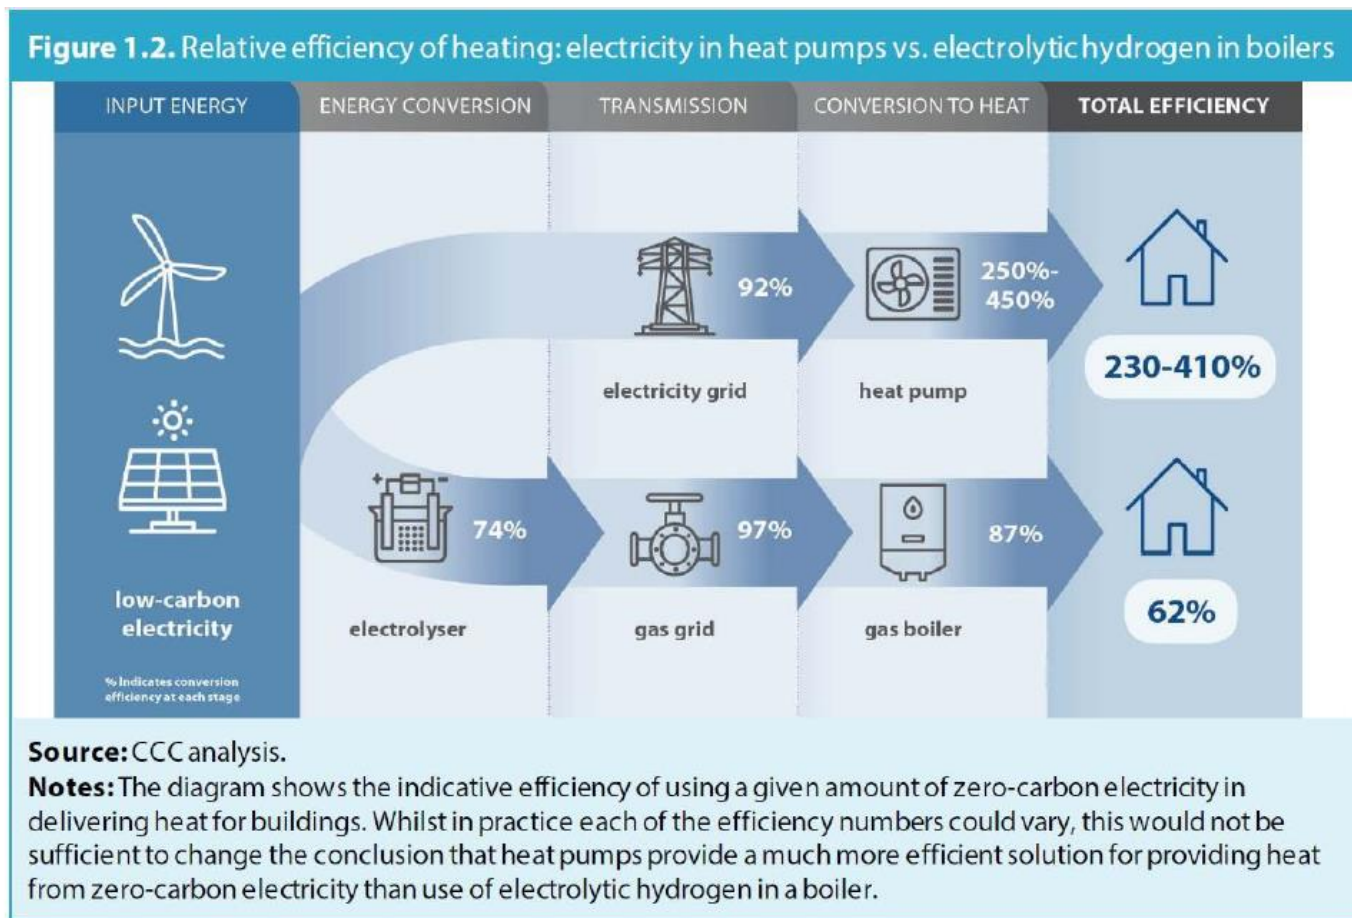 Figure 1.2. Relative efficiency of heating: electricity in heat pumps vs. electrolytic hydrogen in boilers
INPUT ENERGY
ENERGY CONVERSION
TRANSMISSION
CONVERSION TO HEAT
TOTAL EFFICIENCY
92%
250%-
450%
electricity grid
heat pump
230-410%
+
-
74%
97%
87%
low-carbon
electricity
electrolyser
gas grid
gas boiler
62%
% Indicates conversion
efficiency at each stage
Source: CCC analysis.
Notes: The diagram shows the indicative efficiency of using a given amount of zero-carbon electricity in
delivering heat for buildings. Whilst in practice each of the efficiency numbers could vary, this would not be
sufficient to change the conclusion that heat pumps provide a much more efficient solution for providing heat
from zero-carbon electricity than use of electrolytic hydrogen in a boiler.